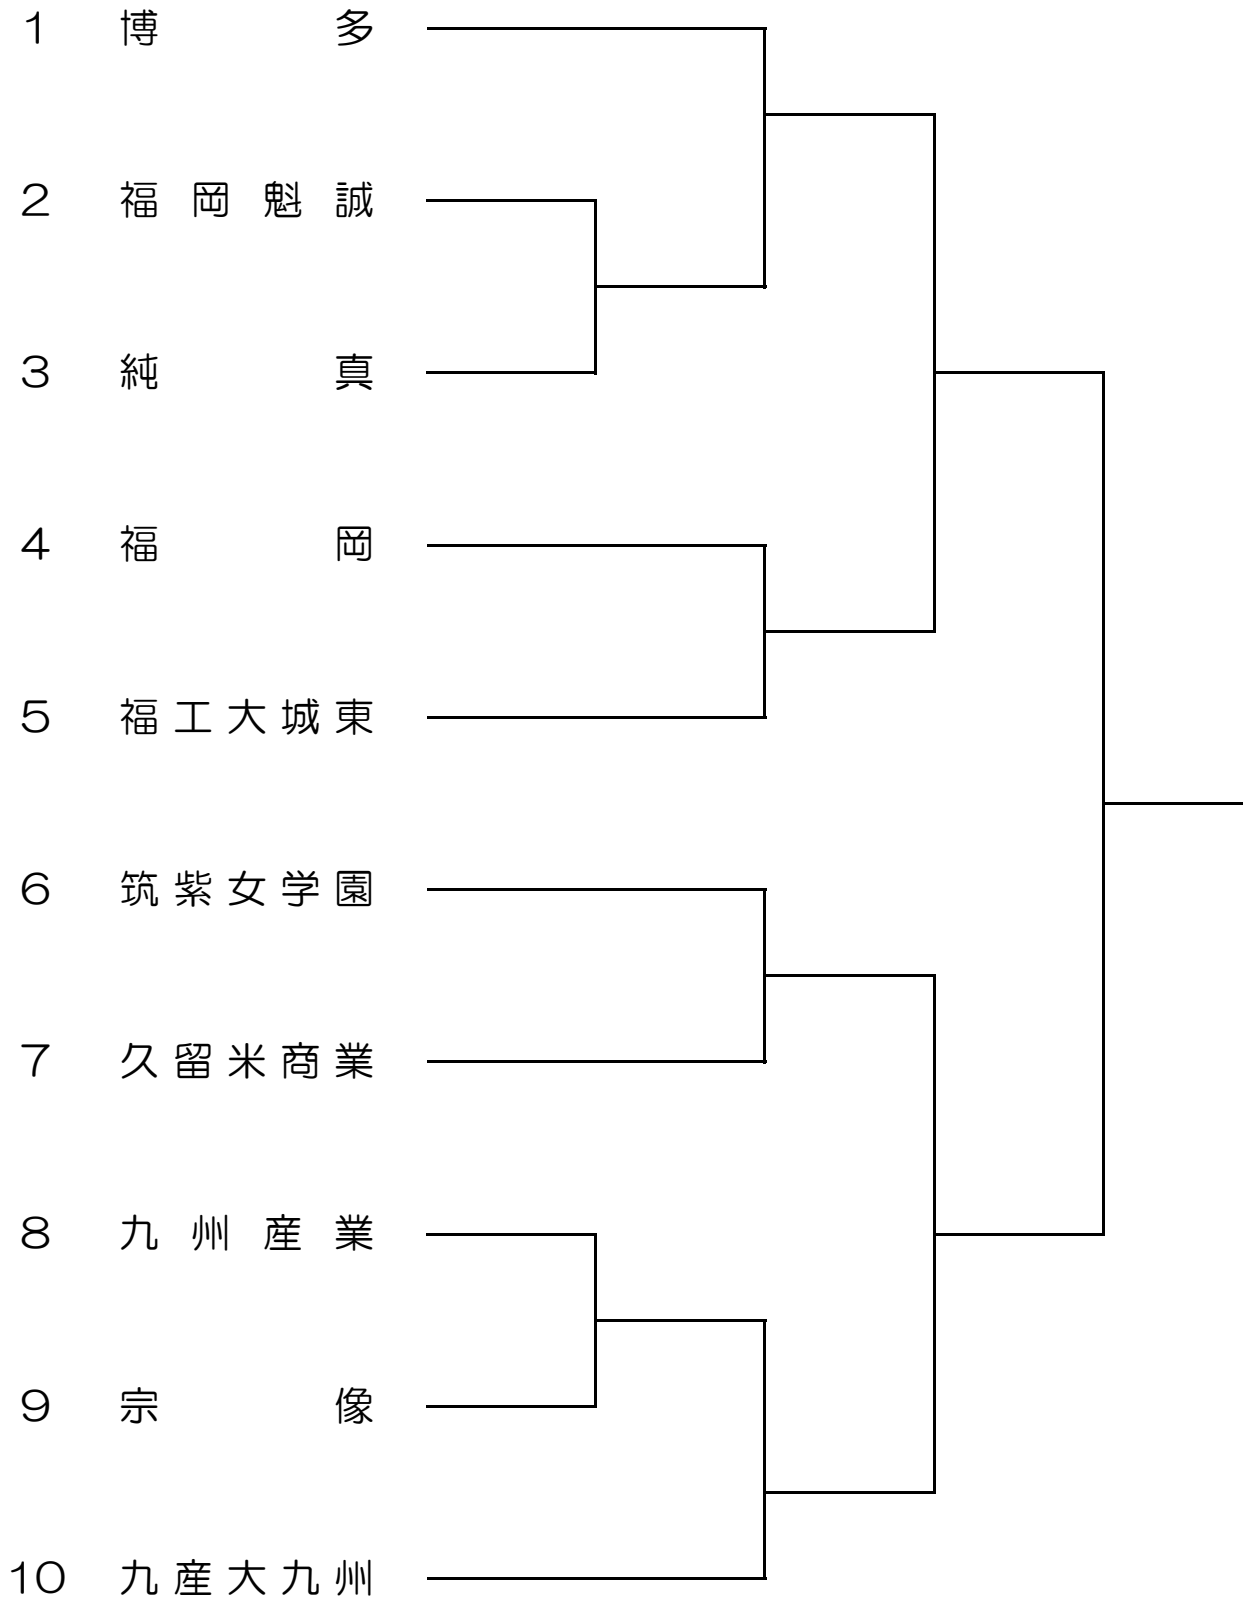 1 博多
2 福岡魁誠
3 純真
4 福岡
5 福工大城東
6 筑紫女学園
7 久留米商業
8 九州産業
9 宗像
10 九産大九州